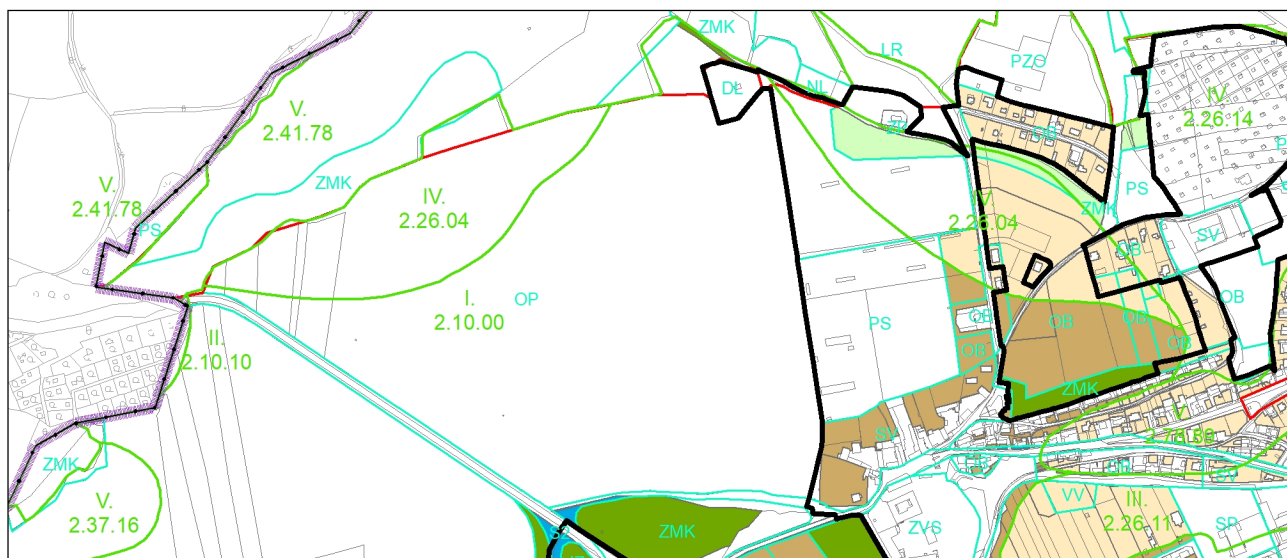 ZMK
LR
PZO
V.
2.41.78
DL
NL
IV.
2.26.14
OB
V.
2.41.78
PS
ZMK
IV.
2.26.04
PS
ZMK
V.
2.26.04
SV
OB
I.
2.10.00
OP
OB
II.
2.10.10
PS
OB
OB
OB
OB
OB
ZMK
SV
V.
ZMK
V.
2.37.16
OB
SV
VV
III.
2.26.11
SP
S2
ZMK
ZVS